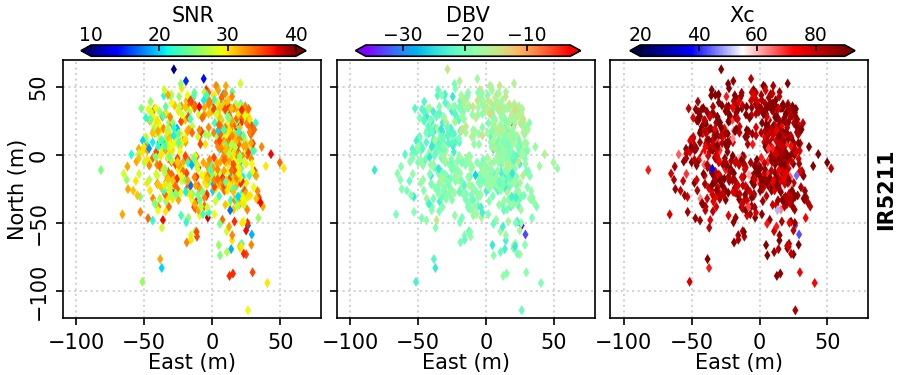 SNR DBV Xc
10 20 30 40 −30 −20 −10 20 40 60 80
50
0
−50
−100
North (m)
−100 −50 0 50 −100 −50 0 50 −100 −50 0 50
East (m) East (m) East (m)
IR5211